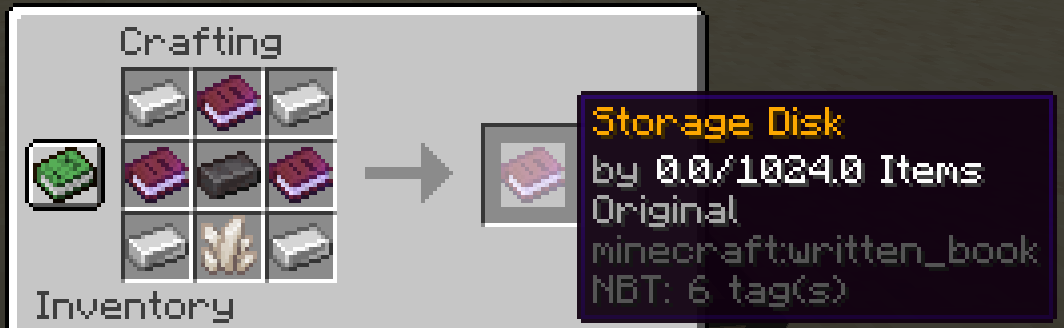 Crafting
Storage Disk
by 0.0/1024.0 Items
Original
minecraft:written_book
NBT: 6 tag(s)
Inventory